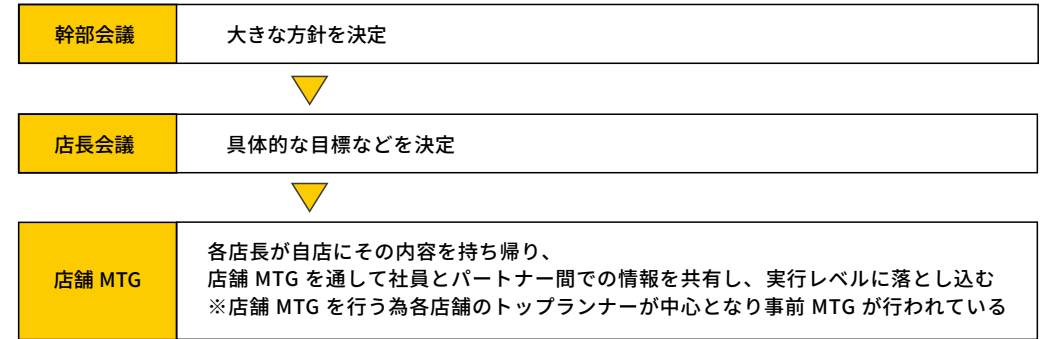 幹部会議
大きな方針を決定
店長会議
具体的な目標などを決定
店舗 MTG
各店長が自店にその内容を持ち帰り、
店舗 MTG を通して社員とパートナー間での情報を共有し、実行レベルに落とし込む
※店舗 MTG を行う為各店舗のトップランナーが中心となり事前 MTG が行われている